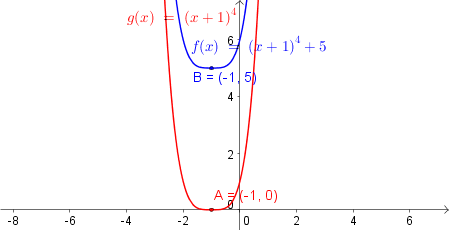 g(x) = (x+1)^4
f(x) = (x+1)^4 + 5
6
B = (-1, 5)
4
2
A = (-1, 0)
0
-8 -6 -4 -2 0 2 4 6